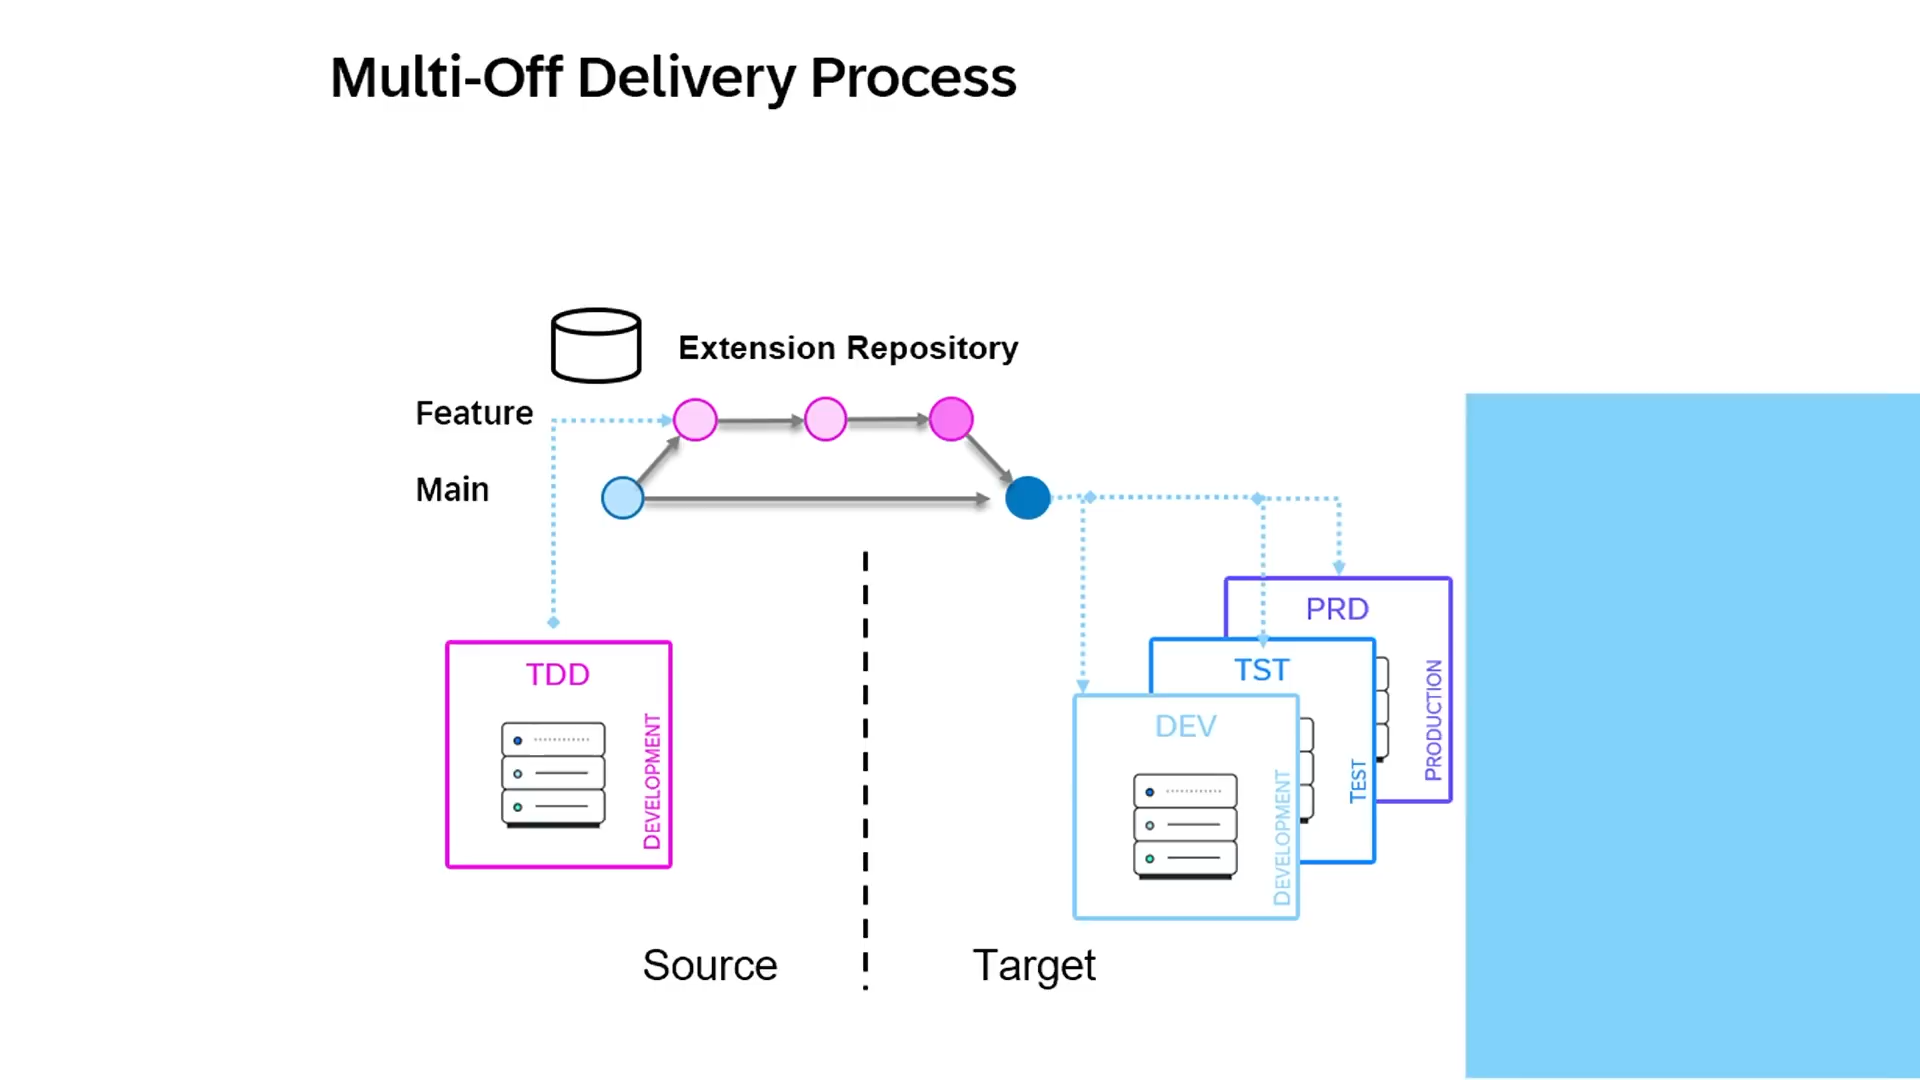 Multi-Off Delivery Process
Extension Repository
Feature
Main
PRD
PRODUCTION
TST
TEST
TDD
DEVELOPMENT
DEV
DEVELOPMENT
Source
Target